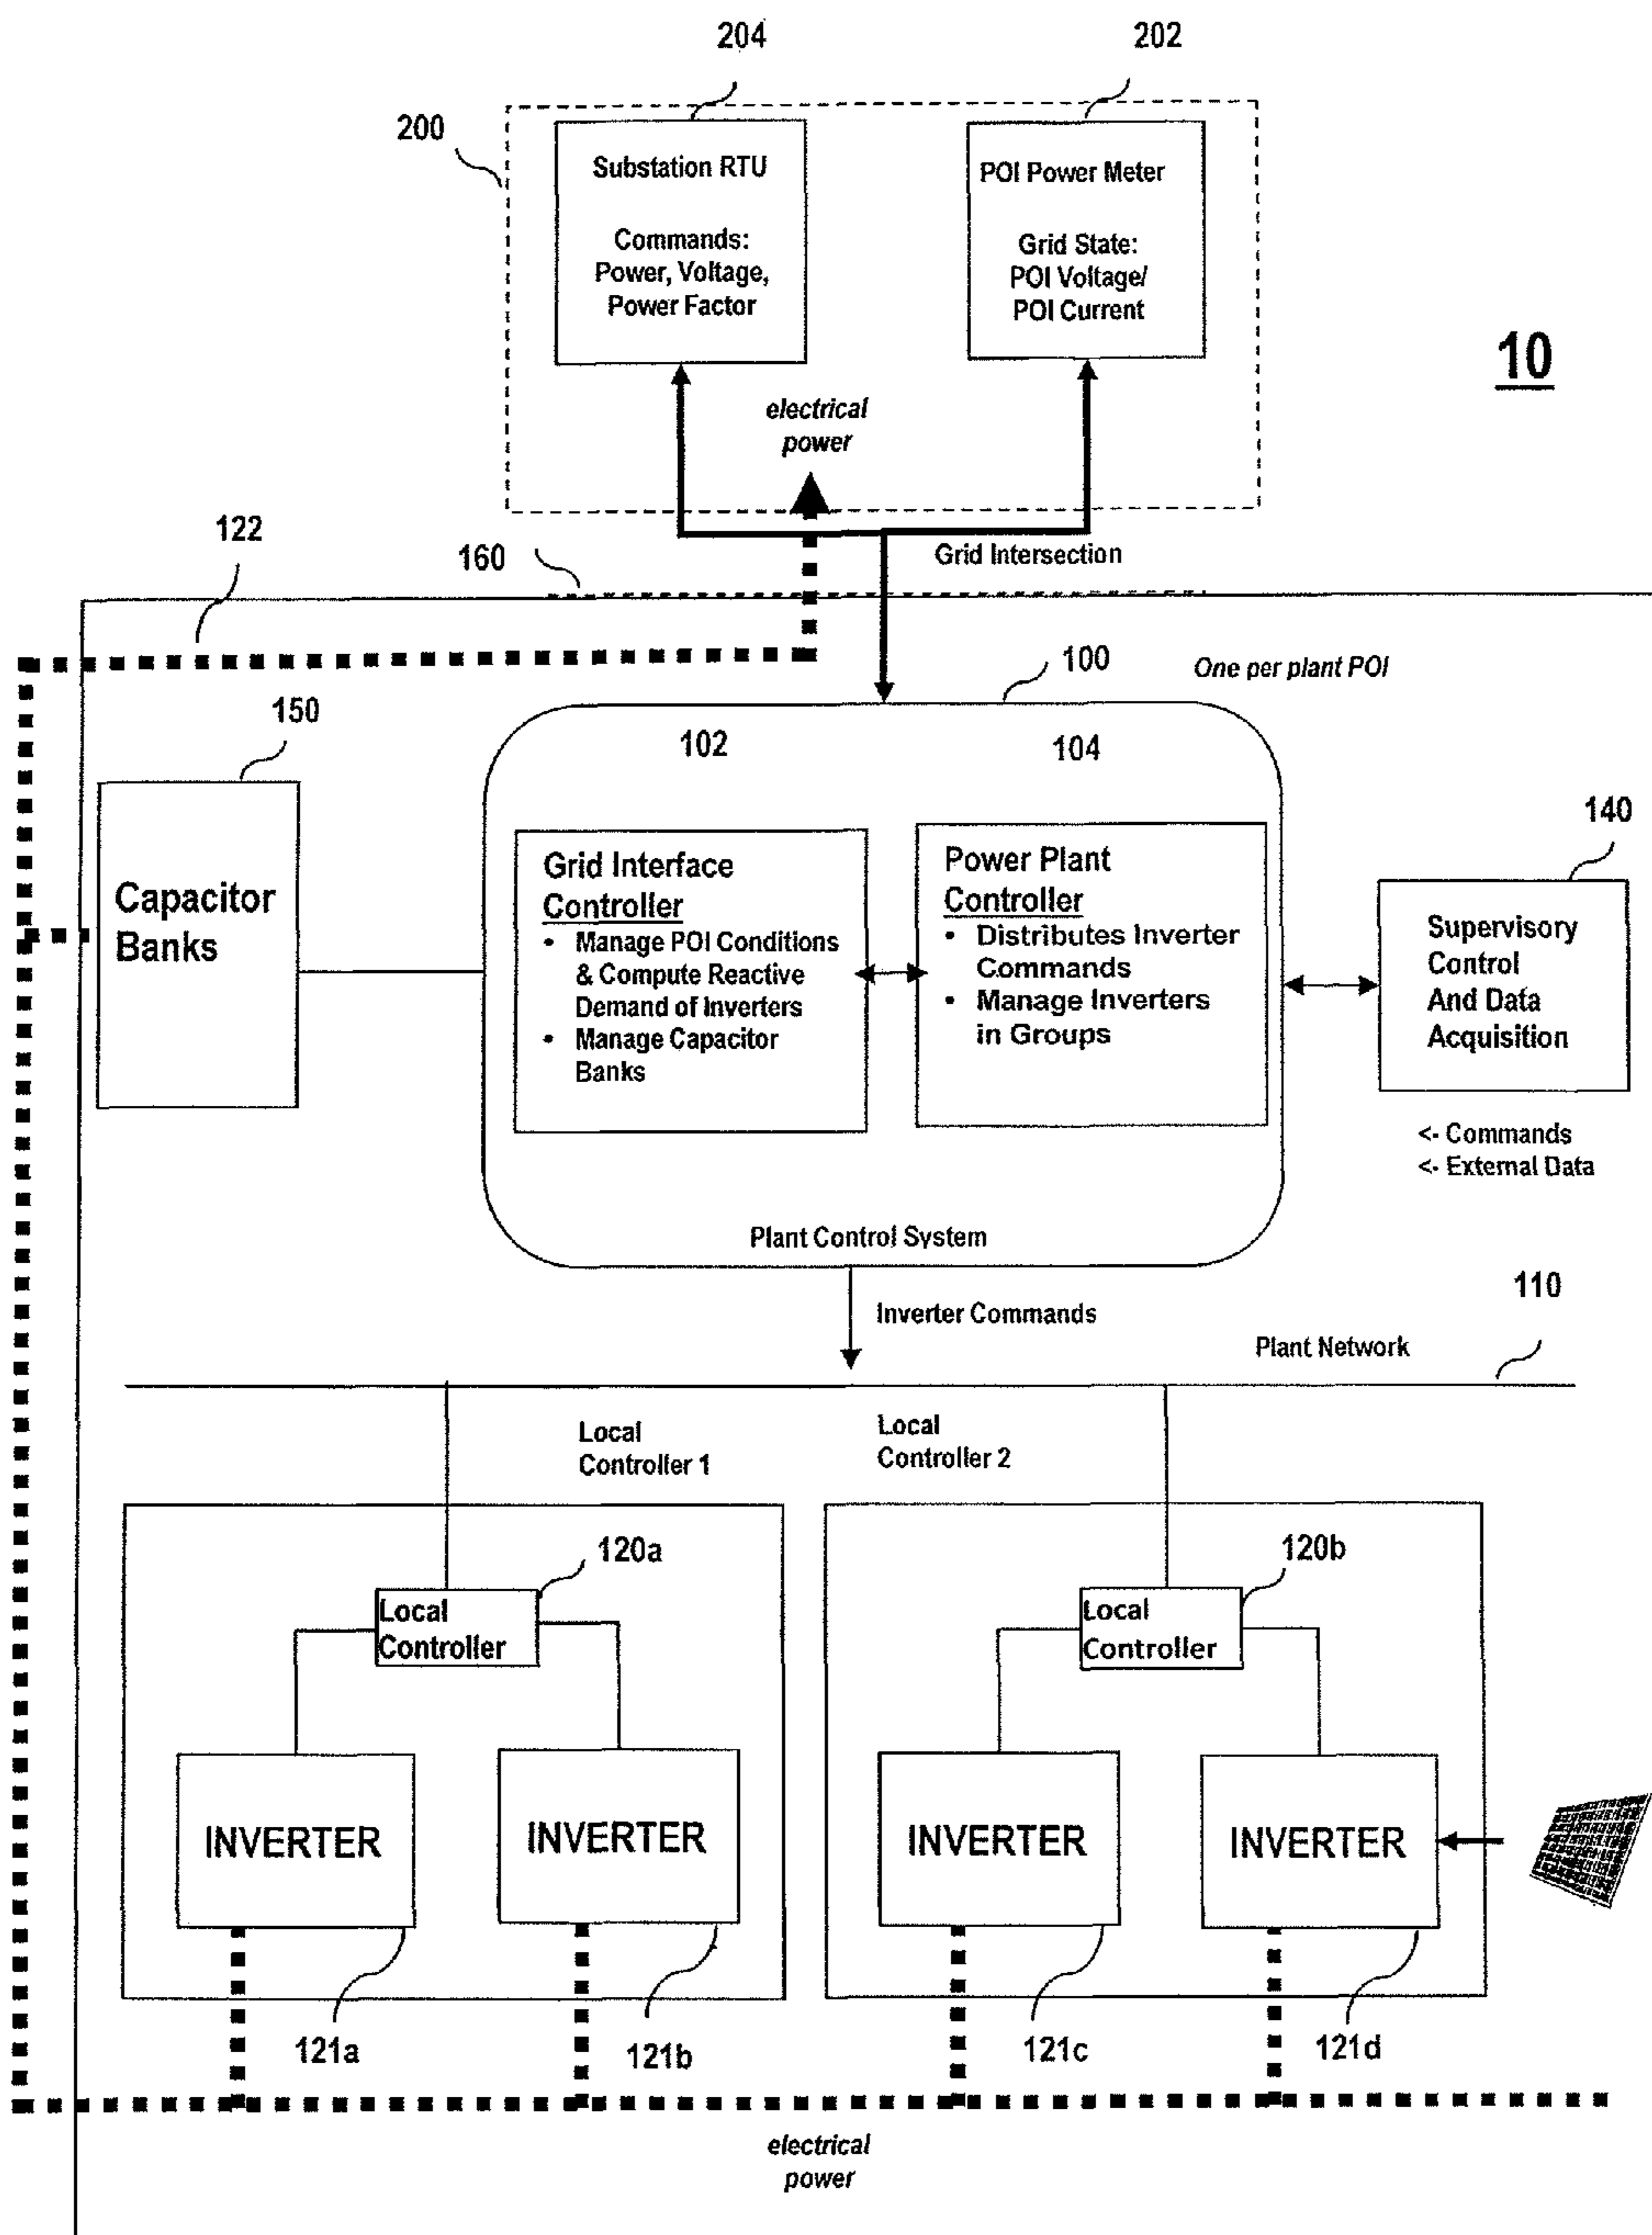 204
202
200
Substation RTU
Commands:
Power, Voltage,
Power Factor
POI Power Meter
Grid State:
POI Voltage/
POI Current
10
electrical
power
122
160
Grid Intersection
100
One per plant POI
150
102
104
140
Capacitor
Banks
Grid Interface
Controller
• Manage POI Conditions
& Compute Reactive
Demand of Inverters
• Manage Capacitor
Banks
Power Plant
Controller
• Distributes Inverter
Commands
• Manage Inverters
in Groups
Supervisory
Control
And Data
Acquisition
<- Commands
<- External Data
Plant Control System
Inverter Commands
110
Plant Network
Local
Controller 1
Local
Controller 2
120a
120b
Local
Controller
Local
Controller
INVERTER
INVERTER
INVERTER
INVERTER
121a
121b
121c
121d
electrical
power